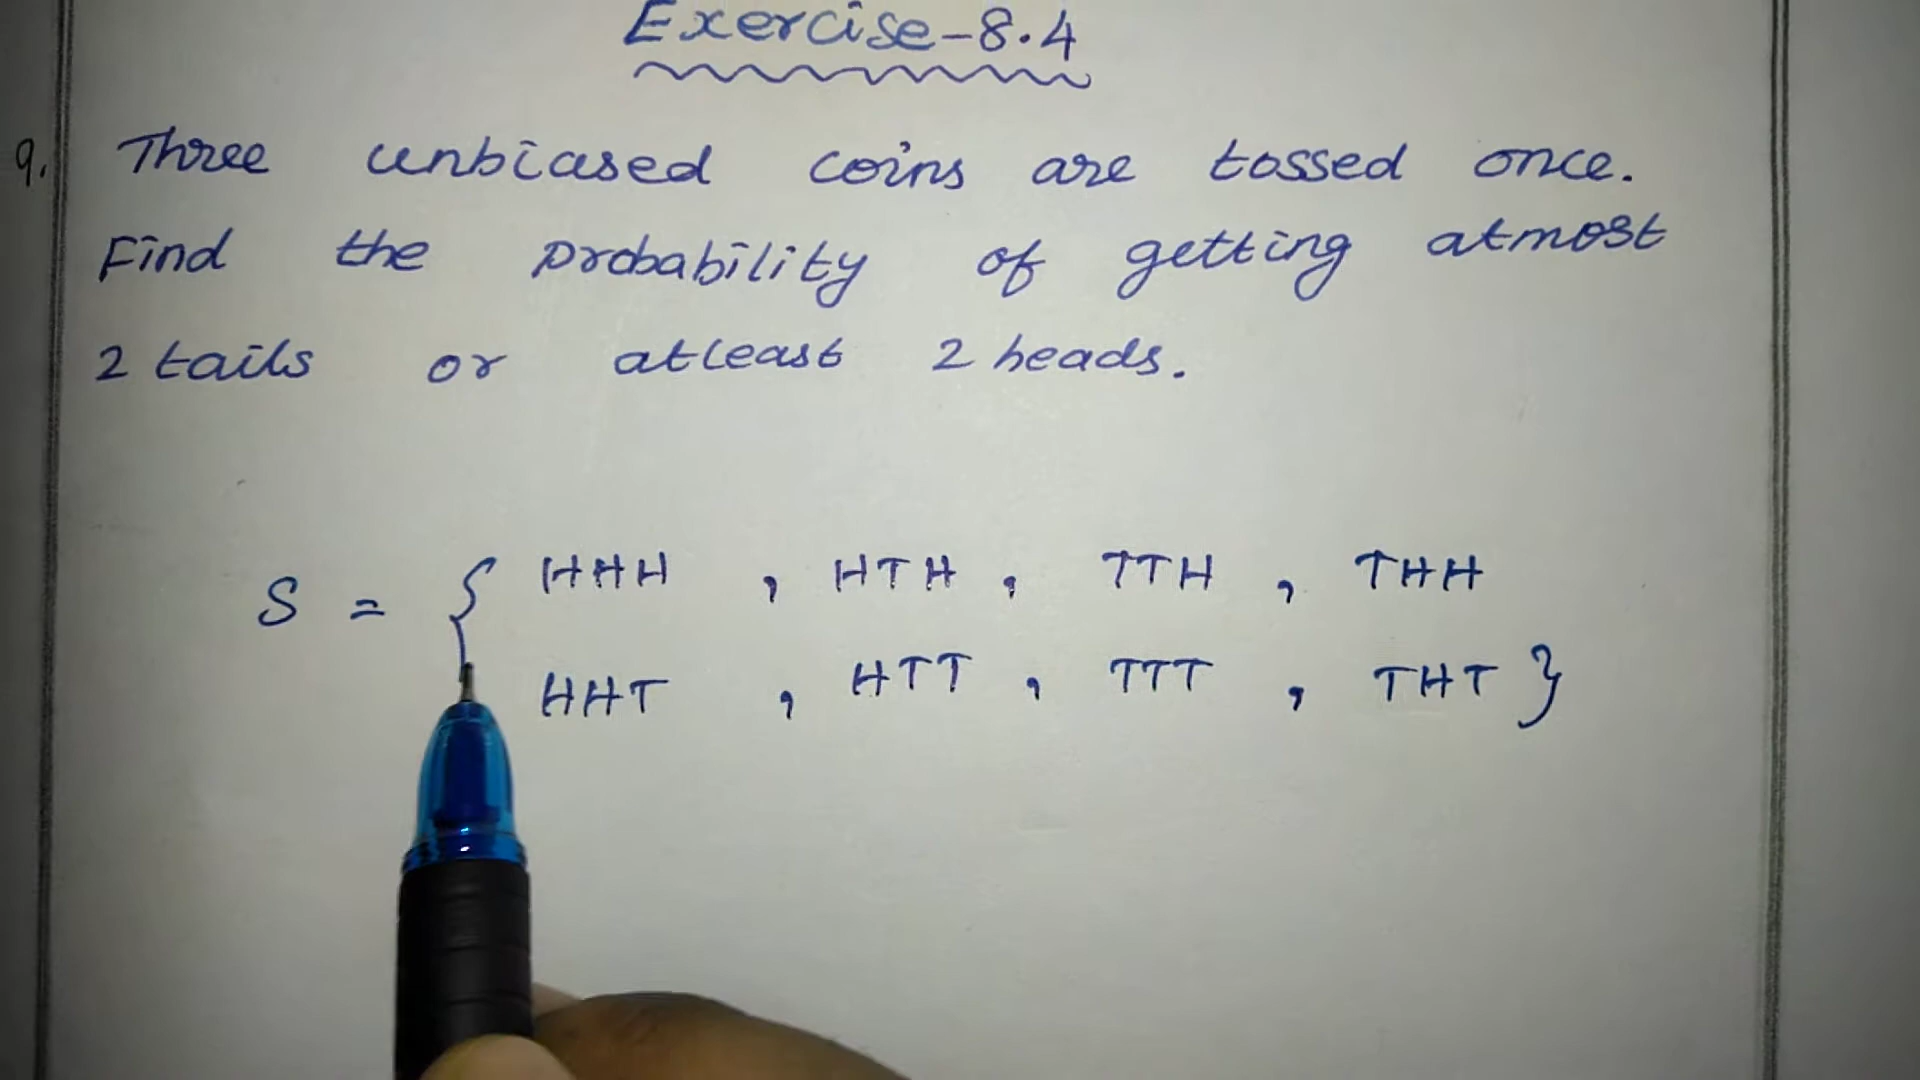 Exercise-8.4
9. Three unbiased coins are tossed once.
Find the probability of getting atmost
2 tails or atleast 2 heads.
S = { HHH , HTH , TTH , THH
HHT , HTT , TTT , THT }